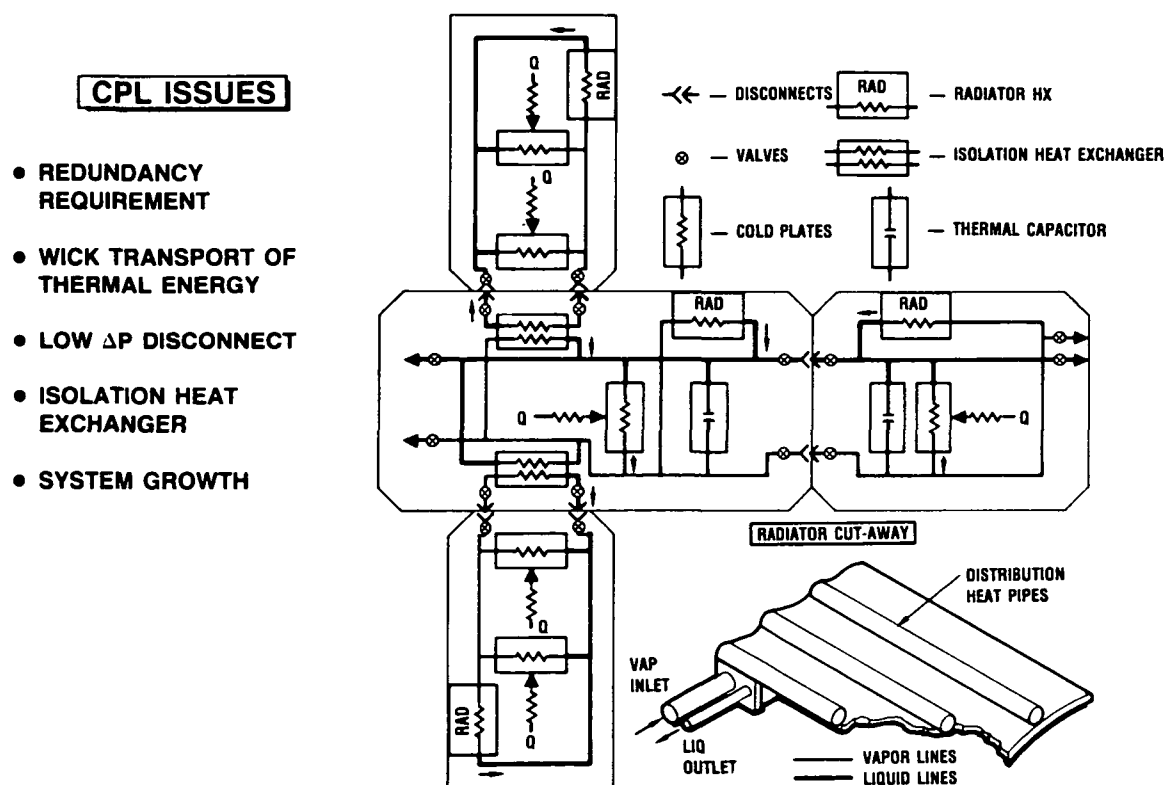 CPL ISSUES
• REDUNDANCY
REQUIREMENT
• WICK TRANSPORT OF
THERMAL ENERGY
• LOW ΔP DISCONNECT
• ISOLATION HEAT
EXCHANGER
• SYSTEM GROWTH
Q
RAD
Q
— DISCONNECTS
RAD
— RADIATOR HX
— VALVES
— ISOLATION HEAT EXCHANGER
— COLD PLATES
— THERMAL CAPACITOR
RAD
RAD
Q
Q
Q
Q
RAD
RADIATOR CUT-AWAY
DISTRIBUTION
HEAT PIPES
VAP
INLET
LIQ
OUTLET
VAPOR LINES
LIQUID LINES